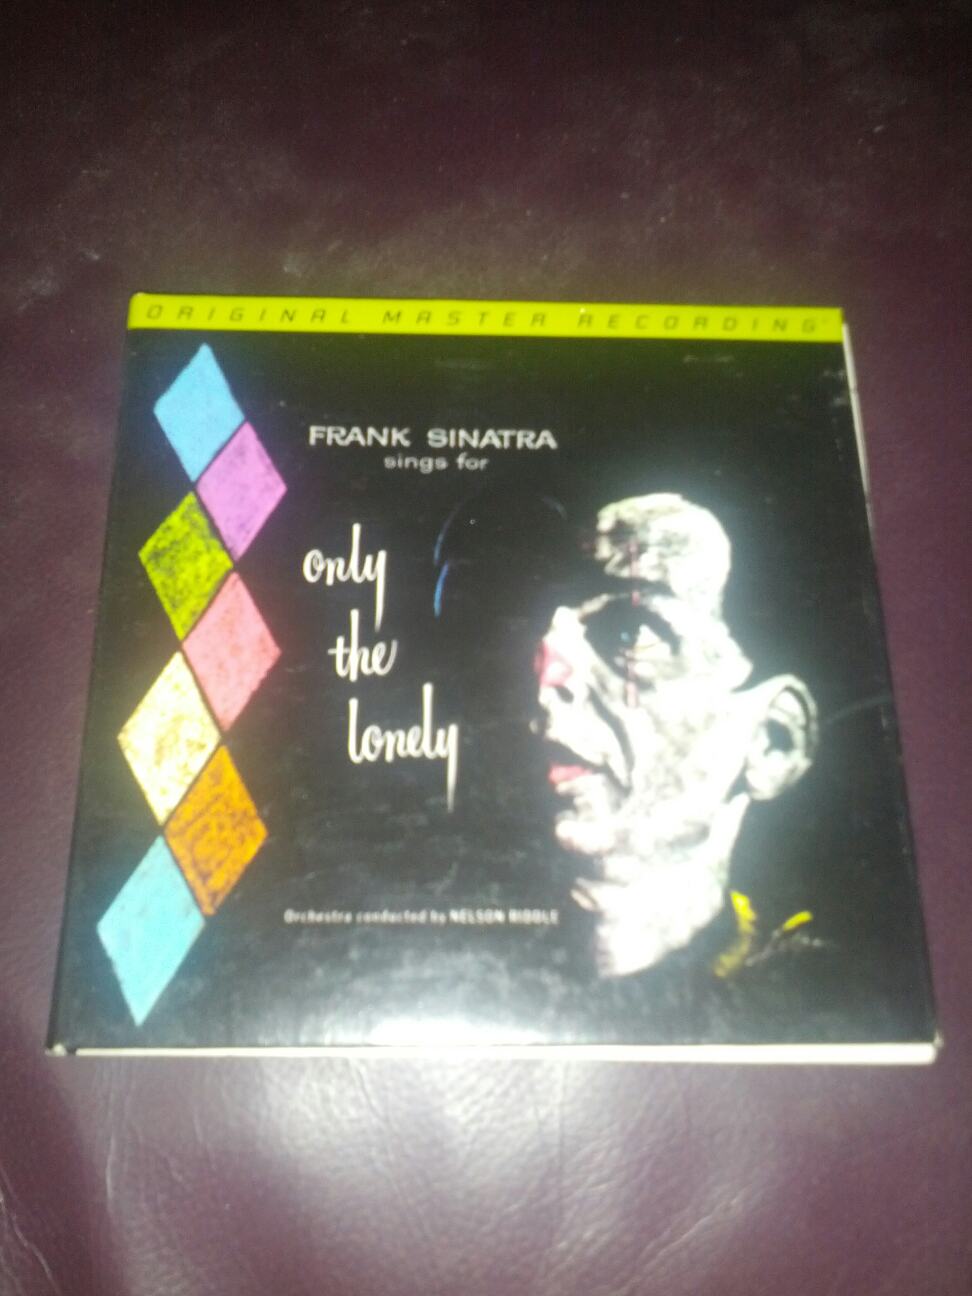 ORIGINAL MASTER RECORDING
FRANK SINATRA
sings for
only
the
lonely
Orchestra conducted by NELSON RIDDLE